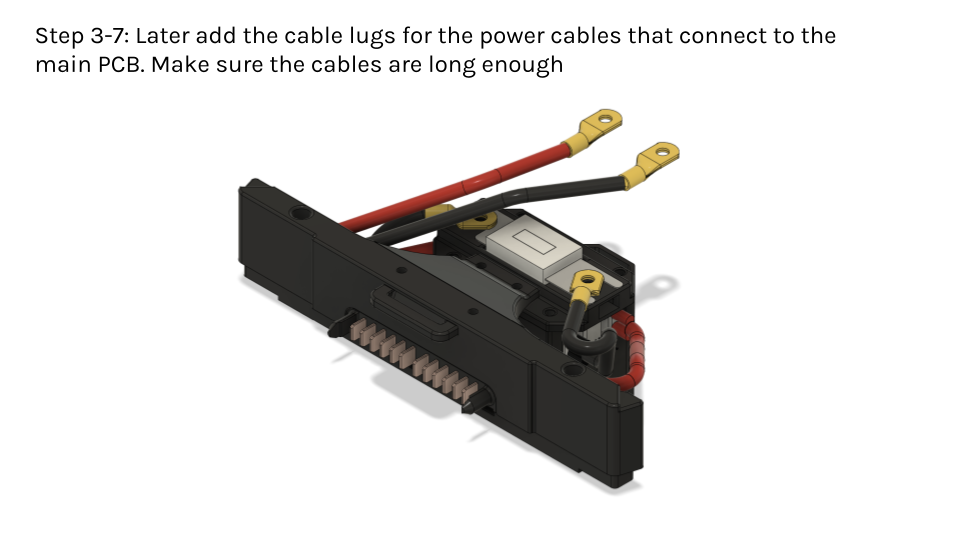 Step 3-7: Later add the cable lugs for the power cables that connect to the
main PCB. Make sure the cables are long enough